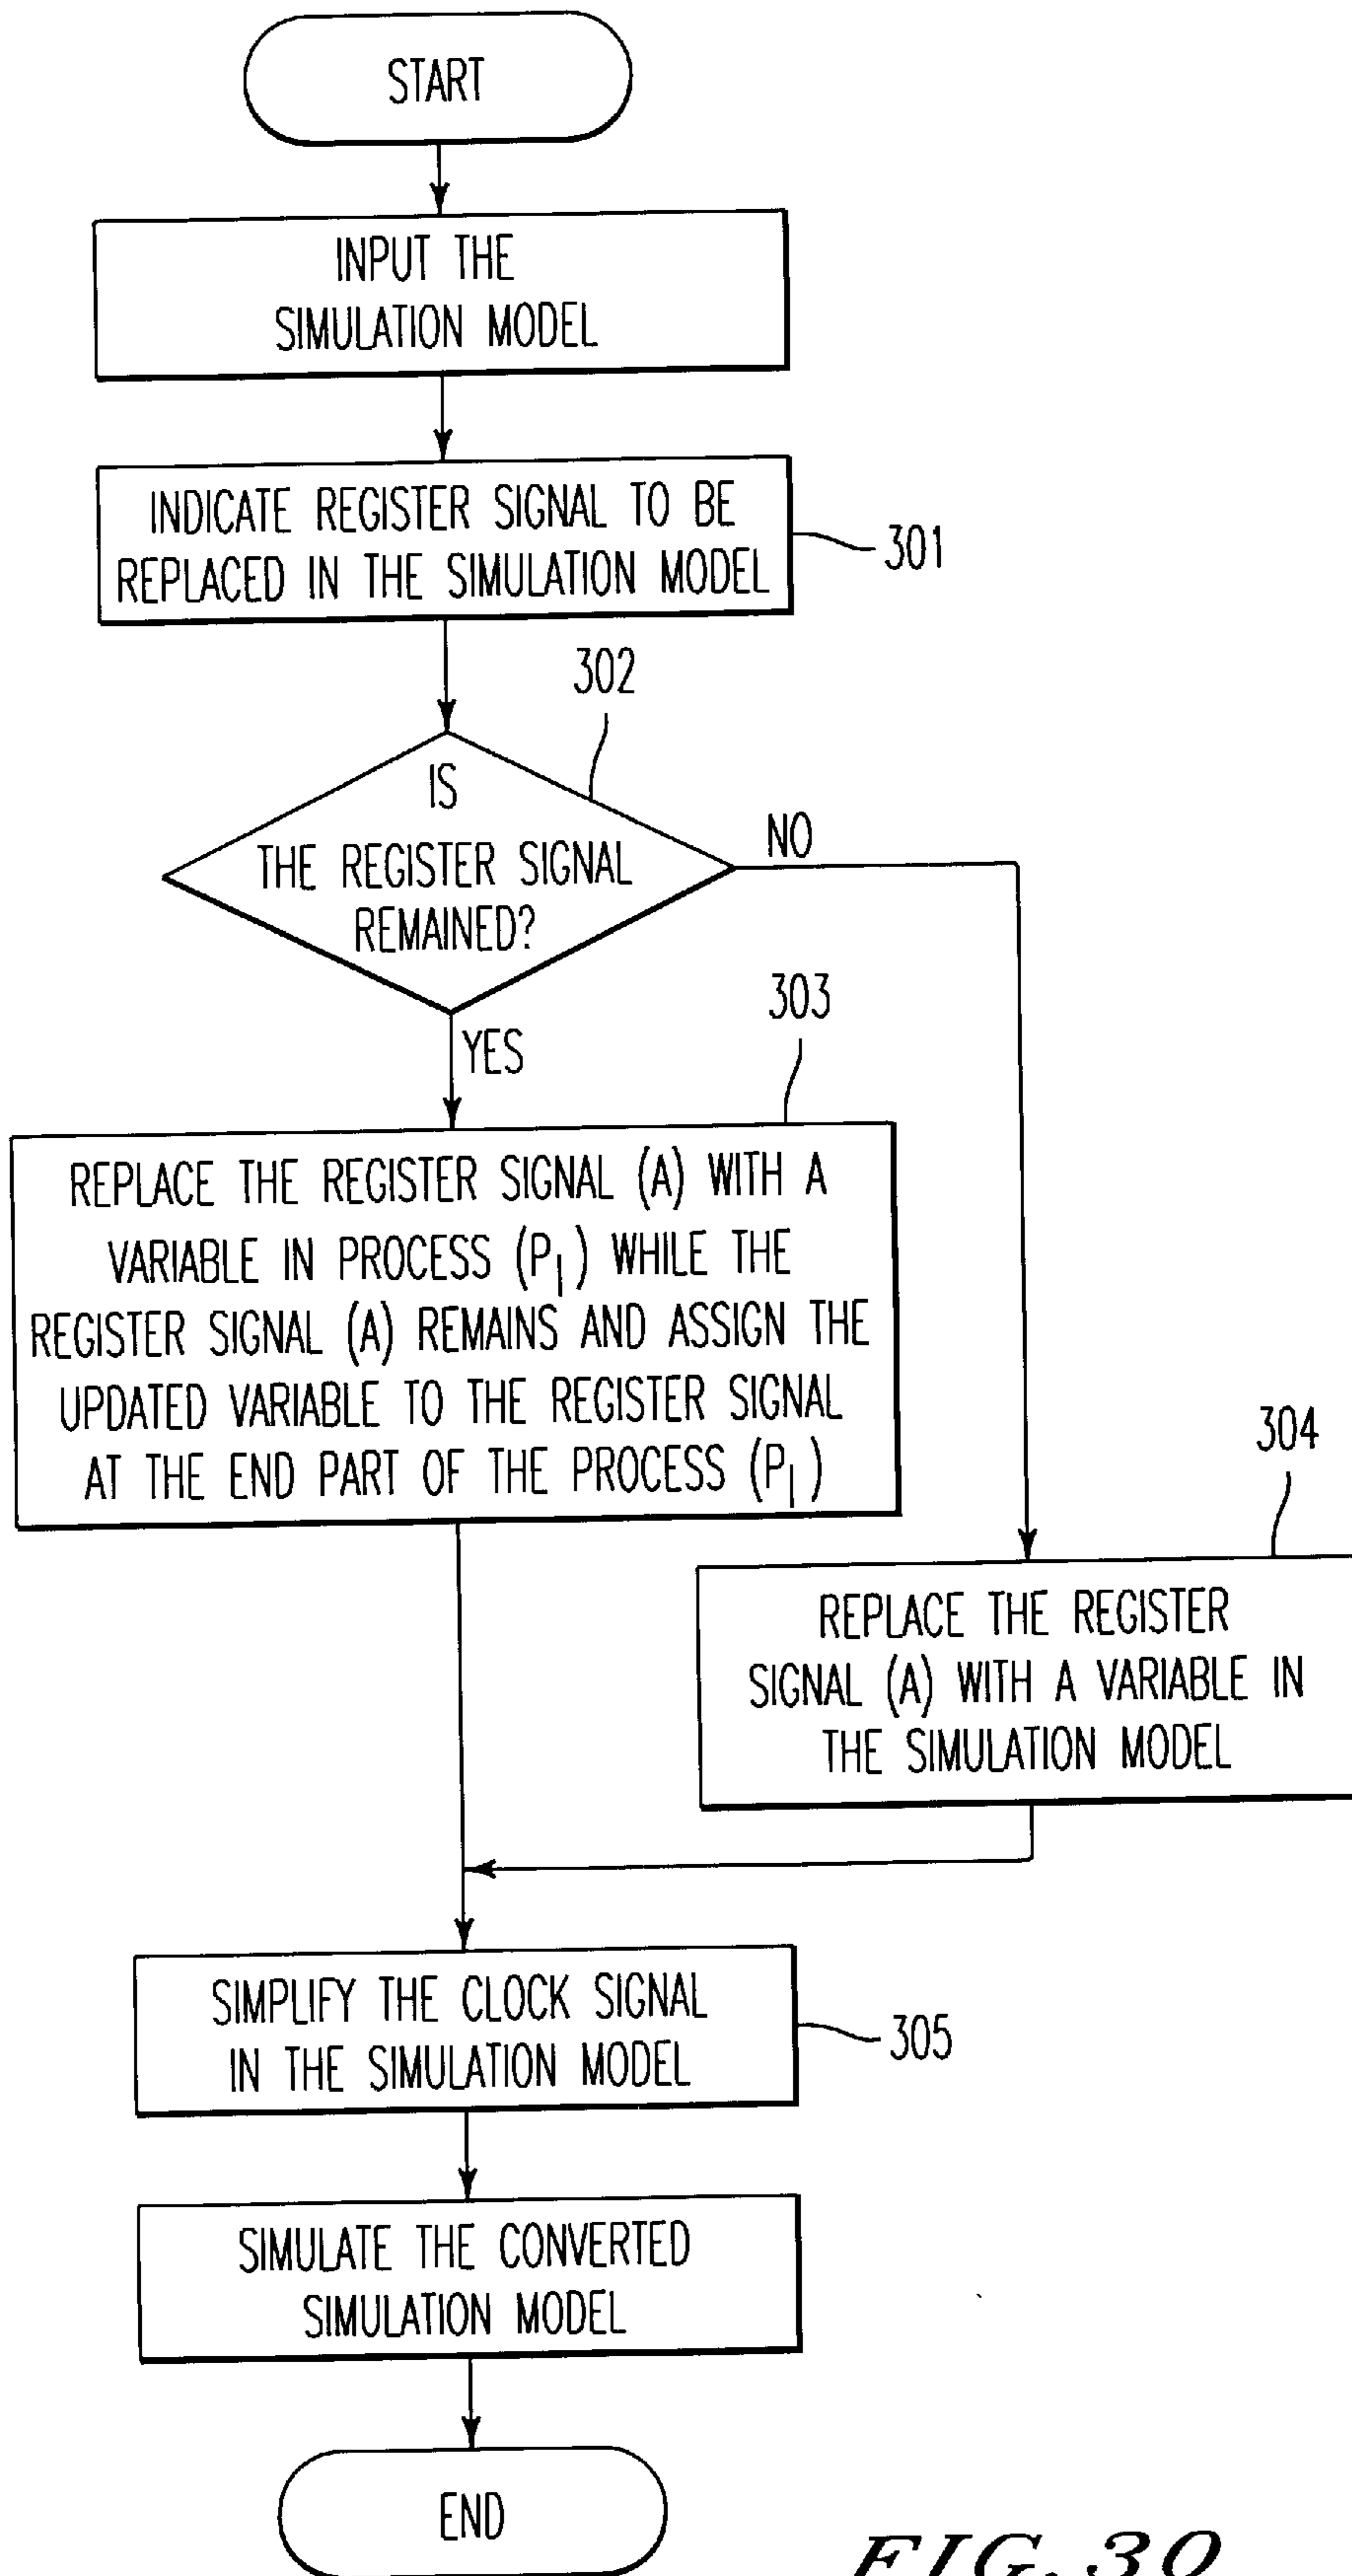 START
INPUT THE
SIMULATION MODEL
INDICATE REGISTER SIGNAL TO BE
REPLACED IN THE SIMULATION MODEL
301
302
IS
THE REGISTER SIGNAL
REMAINED?
NO
YES
303
REPLACE THE REGISTER SIGNAL (A) WITH A
VARIABLE IN PROCESS (P1) WHILE THE
REGISTER SIGNAL (A) REMAINS AND ASSIGN THE
UPDATED VARIABLE TO THE REGISTER SIGNAL
AT THE END PART OF THE PROCESS (P1)
304
REPLACE THE REGISTER
SIGNAL (A) WITH A VARIABLE IN
THE SIMULATION MODEL
SIMPLIFY THE CLOCK SIGNAL
IN THE SIMULATION MODEL
305
SIMULATE THE CONVERTED
SIMULATION MODEL
END
FIG. 30